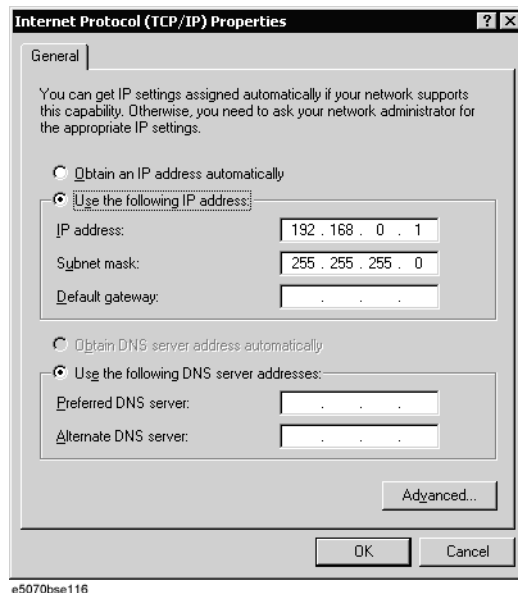 Internet Protocol (TCP/IP) Properties
General
You can get IP settings assigned automatically if your network supports
this capability. Otherwise, you need to ask your network administrator for
the appropriate IP settings.
Obtain an IP address automatically
Use the following IP address:
IP address: 192 . 168 . 0 . 1
Subnet mask: 255 . 255 . 255 . 0
Default gateway: . . .
Obtain DNS server address automatically
Use the following DNS server addresses:
Preferred DNS server: . . .
Alternate DNS server: . . .
Advanced...
OK Cancel
e5070bse116